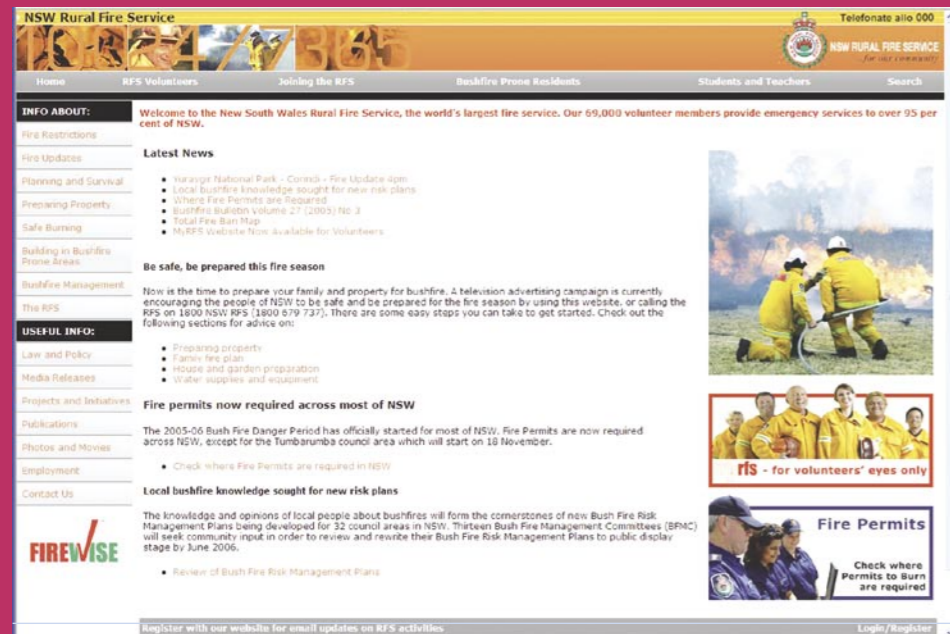 NSW Rural Fire Service
Telefonate allo 000
24/7 365
NSW RURAL FIRE SERVICE
for our community
Home RFS Volunteers Joining the RFS Bushfire Prone Residents Students and Teachers Search
INFO ABOUT:
Fire Restrictions
Fire Updates
Planning and Survival
Preparing Property
Safe Burning
Building in Bushfire
Prone Areas
Bushfire Management
The RFS
USEFUL INFO:
Law and Policy
Media Releases
Projects and Initiatives
Publications
Photos and Movies
Employment
Contact Us
FIREWISE
Welcome to the New South Wales Rural Fire Service, the world's largest fire service. Our 69,000 volunteer members provide emergency services to over 95 per
cent of NSW.
Latest News
Yuraygir National Park - Corindi - Fire Update 4pm
Local bushfire knowledge sought for new risk plans
Where Fire Permits are Required
Bushfire Bulletin Volume 27 (2005) No 3
Total Fire Ban Map
MyRFS Website Now Available for Volunteers
Be safe, be prepared this fire season
Now is the time to prepare your family and property for bushfire. A television advertising campaign is currently
encouraging the people of NSW to be safe and be prepared for the fire season by using this website, or calling the
RFS on 1800 NSW RFS (1800 679 737). There are some easy steps you can take to get started. Check out the
following sections for advice on:
Preparing property
Family fire plan
House and garden preparation
Water supplies and equipment
Fire permits now required across most of NSW
The 2005-06 Bush Fire Danger Period has officially started for most of NSW. Fire Permits are now required
across NSW, except for the Tumbarumba council area which will start on 18 November.
Check where Fire Permits are required in NSW
Local bushfire knowledge sought for new risk plans
The knowledge and opinions of local people about bushfires will form the cornerstones of new Bush Fire Risk
Management Plans being developed for 32 council areas in NSW. Thirteen Bush Fire Management Committees (BFMC)
will seek community input in order to review and rewrite their Bush Fire Risk Management Plans to public display
stage by June 2006.
Review of Bush Fire Risk Management Plans
rfs - for volunteers' eyes only
Fire Permits
Check where
Permits to Burn
are required
Register with our website for email updates on RFS activities Login/Register